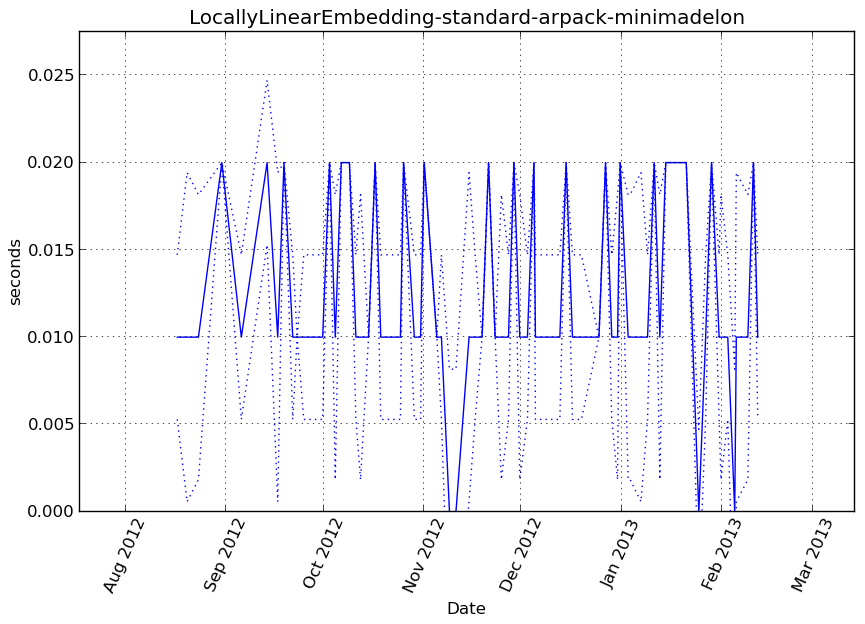 LocallyLinearEmbedding-standard-arpack-minimadelon
0.025
0.020
0.015
0.010
0.005
0.000
seconds
Aug 2012
Sep 2012
Oct 2012
Nov 2012
Dec 2012
Jan 2013
Feb 2013
Mar 2013
Date